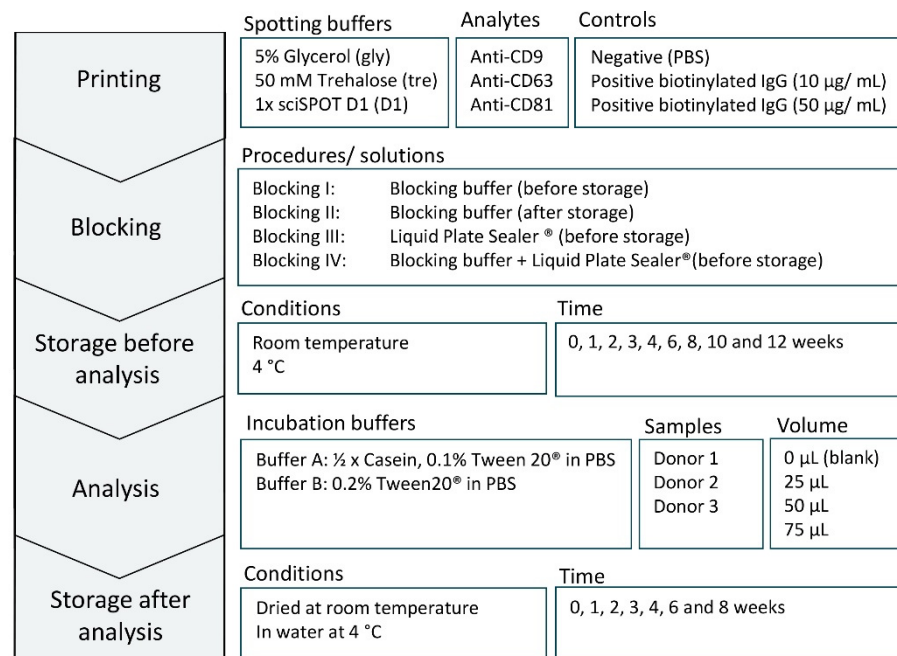 Printing
Spotting buffers
5% Glycerol (gly)
50 mM Trehalose (tre)
1x sciSPOT D1 (D1)
Analytes
Anti-CD9
Anti-CD63
Anti-CD81
Controls
Negative (PBS)
Positive biotinylated IgG (10 µg/ mL)
Positive biotinylated IgG (50 µg/ mL)
Blocking
Procedures/ solutions
Blocking I: Blocking buffer (before storage)
Blocking II: Blocking buffer (after storage)
Blocking III: Liquid Plate Sealer ® (before storage)
Blocking IV: Blocking buffer + Liquid Plate Sealer®(before storage)
Storage before
analysis
Conditions
Room temperature
4 °C
Time
0, 1, 2, 3, 4, 6, 8, 10 and 12 weeks
Analysis
Incubation buffers
Buffer A: ½ x Casein, 0.1% Tween 20® in PBS
Buffer B: 0.2% Tween20® in PBS
Samples
Donor 1
Donor 2
Donor 3
Volume
0 µL (blank)
25 µL
50 µL
75 µL
Storage after
analysis
Conditions
Dried at room temperature
In water at 4 °C
Time
0, 1, 2, 3, 4, 6 and 8 weeks